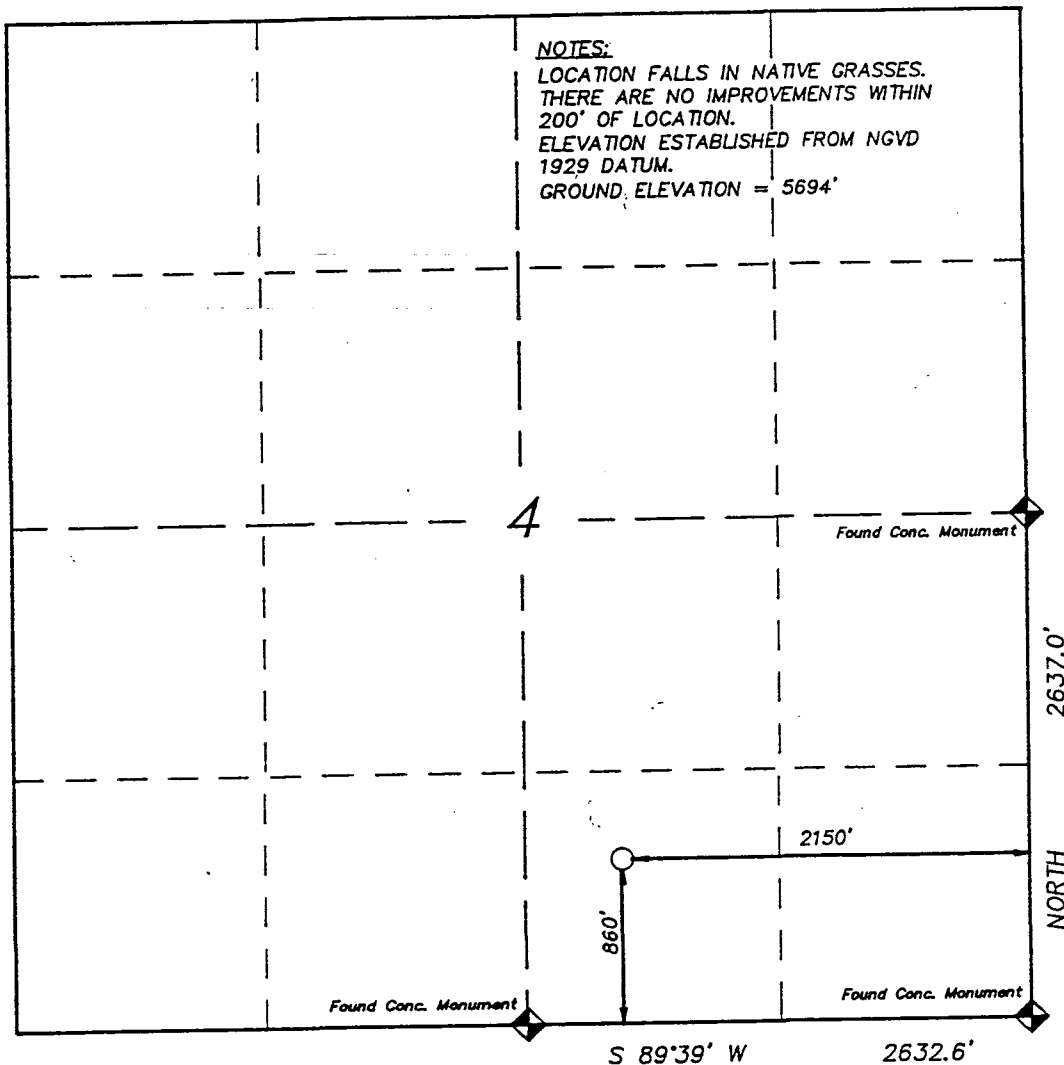 NOTES:
LOCATION FALLS IN NATIVE GRASSES.
THERE ARE NO IMPROVEMENTS WITHIN
200' OF LOCATION.
ELEVATION ESTABLISHED FROM NGVD
1929 DATUM.
GROUND ELEVATION = 5694'
4
Found Conc. Monument
2637.0'
NORTH
2150'
860'
Found Conc. Monument
Found Conc. Monument
S 89°39' W 2632.6'